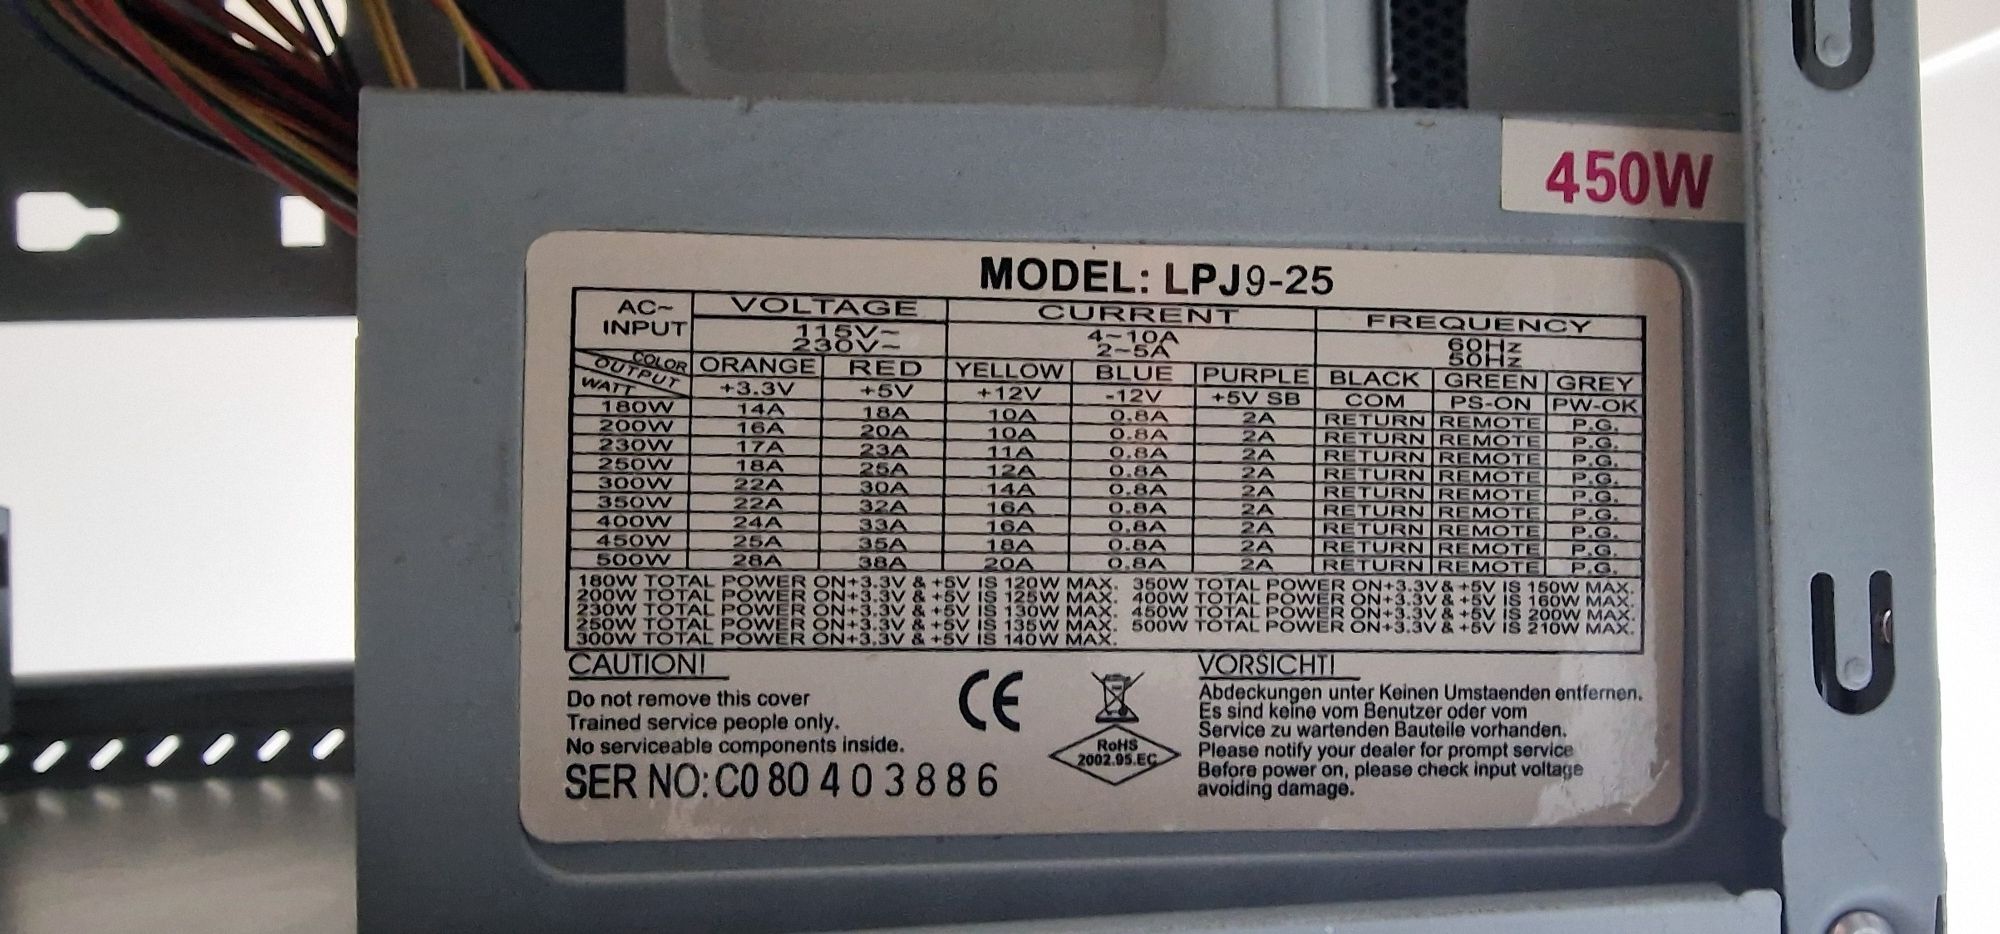 450W
MODEL: LPJ9-25
AC~ INPUT VOLTAGE CURRENT FREQUENCY
115V~ 4~10A 60Hz
230V~ 2~5A 50Hz
COLOR ORANGE RED YELLOW BLUE PURPLE BLACK GREEN GREY
OUTPUT WATT +3.3V +5V +12V -12V +5V SB COM PS-ON PW-OK
180W 14A 18A 10A 0.8A 2A RETURN REMOTE P.G.
200W 16A 20A 10A 0.8A 2A RETURN REMOTE P.G.
230W 17A 23A 11A 0.8A 2A RETURN REMOTE P.G.
250W 18A 25A 12A 0.8A 2A RETURN REMOTE P.G.
300W 22A 30A 14A 0.8A 2A RETURN REMOTE P.G.
350W 22A 32A 16A 0.8A 2A RETURN REMOTE P.G.
400W 24A 33A 16A 0.8A 2A RETURN REMOTE P.G.
450W 25A 35A 18A 0.8A 2A RETURN REMOTE P.G.
500W 28A 38A 20A 0.8A 2A RETURN REMOTE P.G.
180W TOTAL POWER ON+3.3V & +5V IS 120W MAX.
200W TOTAL POWER ON+3.3V & +5V IS 125W MAX.
230W TOTAL POWER ON+3.3V & +5V IS 130W MAX.
250W TOTAL POWER ON+3.3V & +5V IS 135W MAX.
300W TOTAL POWER ON+3.3V & +5V IS 140W MAX.
350W TOTAL POWER ON+3.3V & +5V IS 150W MAX.
400W TOTAL POWER ON+3.3V & +5V IS 160W MAX.
450W TOTAL POWER ON+3.3V & +5V IS 200W MAX.
500W TOTAL POWER ON+3.3V & +5V IS 210W MAX.
CAUTION!
Do not remove this cover
Trained service people only.
No serviceable components inside.
SER NO: C080403886
CE
RoHS
2002.95.EC
VORSICHT!
Abdeckungen unter Keinen Umstaenden entfernen.
Es sind keine vom Benutzer oder vom
Service zu wartenden Bauteile vorhanden.
Please notify your dealer for prompt service
Before power on, please check input voltage
avoiding damage.